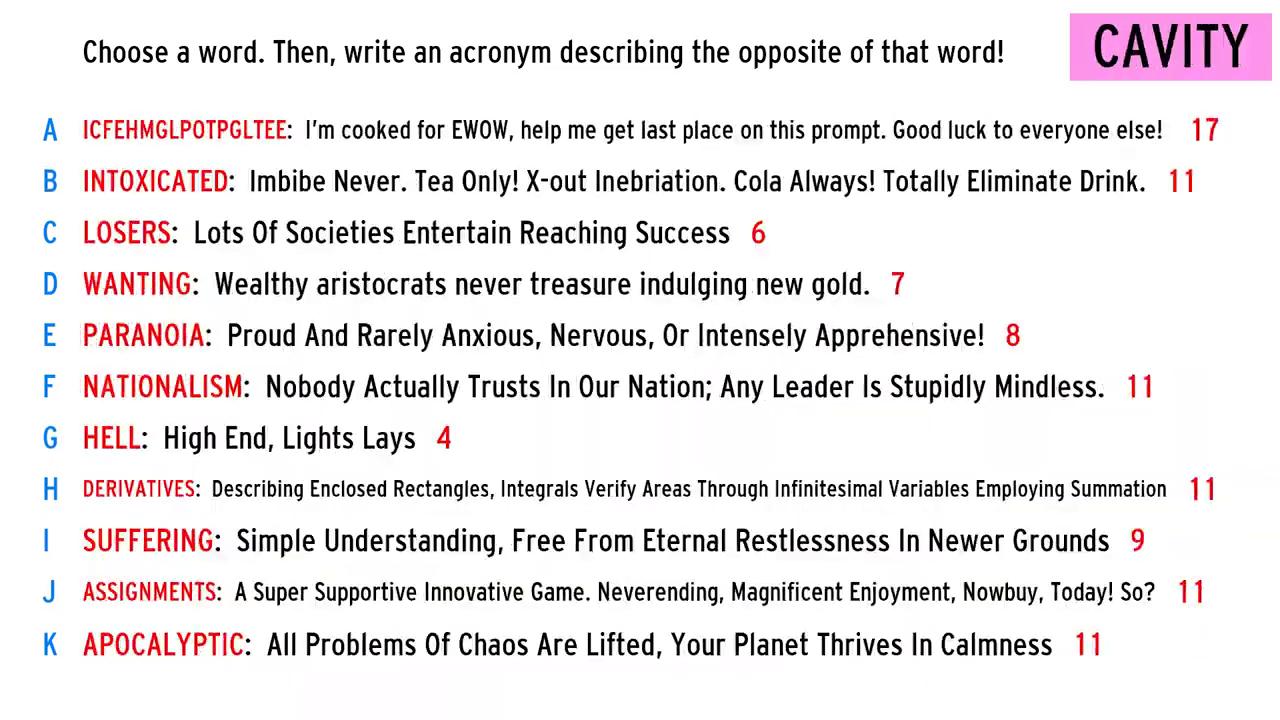 Choose a word. Then, write an acronym describing the opposite of that word!
CAVITY
A ICFEHMGLPOTPGLTEE: I'm cooked for EWOW, help me get last place on this prompt. Good luck to everyone else! 17
B INTOXICATED: Imbibe Never. Tea Only! X-out Inebriation. Cola Always! Totally Eliminate Drink. 11
C LOSERS: Lots Of Societies Entertain Reaching Success 6
D WANTING: Wealthy aristocrats never treasure indulging new gold. 7
E PARANOIA: Proud And Rarely Anxious, Nervous, Or Intensely Apprehensive! 8
F NATIONALISM: Nobody Actually Trusts In Our Nation; Any Leader Is Stupidly Mindless. 11
G HELL: High End, Lights Lays 4
H DERIVATIVES: Describing Enclosed Rectangles, Integrals Verify Areas Through Infinitesimal Variables Employing Summation 11
I SUFFERING: Simple Understanding, Free From Eternal Restlessness In Newer Grounds 9
J ASSIGNMENTS: A Super Supportive Innovative Game. Neverending, Magnificent Enjoyment, Nowbuy, Today! So? 11
K APOCALYPTIC: All Problems Of Chaos Are Lifted, Your Planet Thrives In Calmness 11